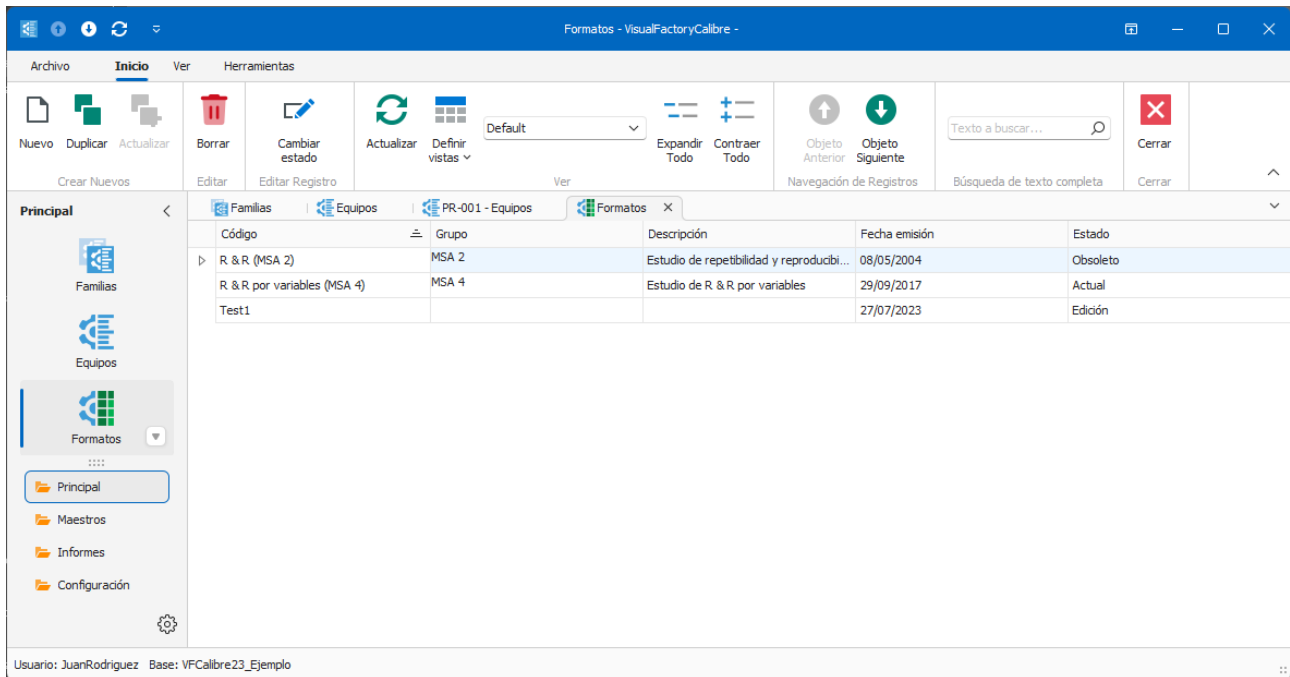 Formatos - VisualFactoryCalibre -
Archivo Inicio Ver Herramientas
Nuevo Duplicar Actualizar Borrar Cambiar estado Actualizar Definir vistas Default Expandir Todo Contraer Todo Objeto Anterior Objeto Siguiente Texto a buscar... Cerrar
Crear Nuevos Editar Editar Registro Ver Navegación de Registros Búsqueda de texto completa Cerrar
Principal
Familias
Equipos
Formatos
Principal
Maestros
Informes
Configuración
Familias Equipos PR-001 - Equipos Formatos
Código Grupo Descripción Fecha emisión Estado
R & R (MSA 2) MSA 2 Estudio de repetibilidad y reproducibi... 08/05/2004 Obsoleto
R & R por variables (MSA 4) MSA 4 Estudio de R & R por variables 29/09/2017 Actual
Test1 27/07/2023 Edición
Usuario: JuanRodriguez Base: VFCalibre23_Ejemplo